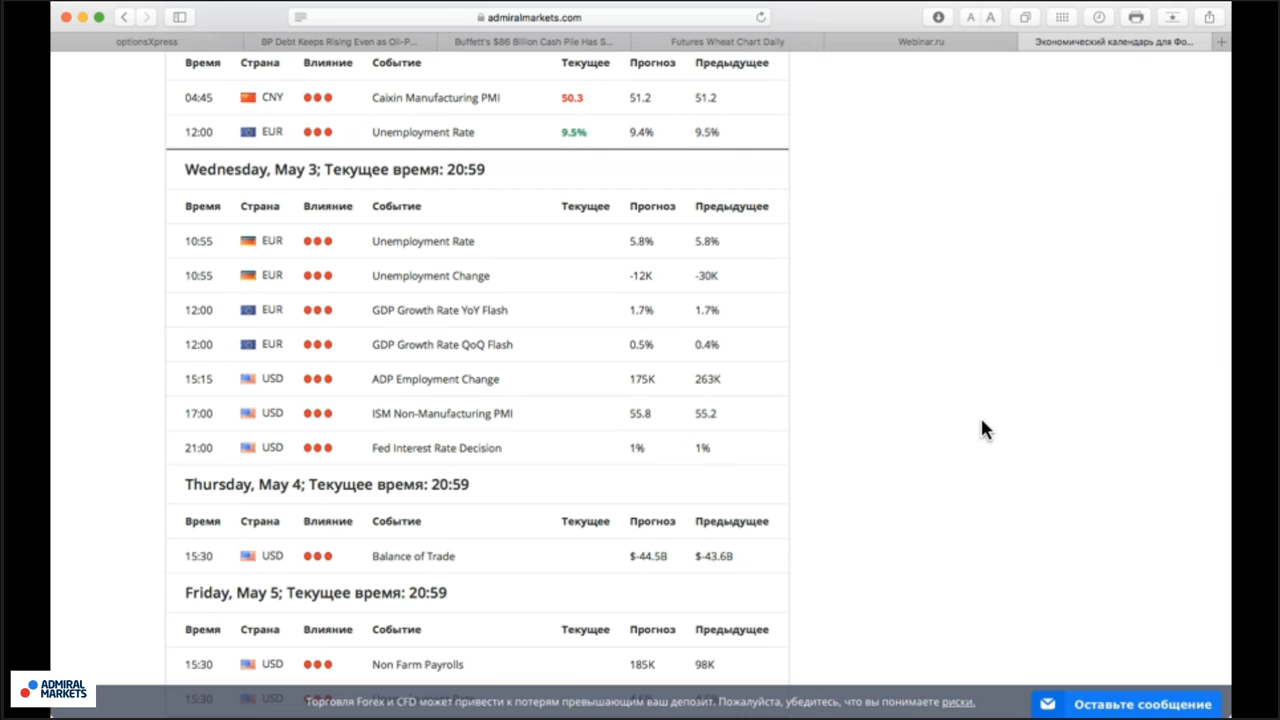 admiralmarkets.com
A A
optionsXpress BP Debt Keeps Rising Even as Oil-P... Buffett's $86 Billion Cash Pile Has S... Futures Wheat Chart Daily Webinar.ru Экономический календарь для Фо...
Время Страна Влияние Событие Текущее Прогноз Предыдущее
04:45 CNY Caixin Manufacturing PMI 50.3 51.2 51.2
12:00 EUR Unemployment Rate 9.5% 9.4% 9.5%
Wednesday, May 3; Текущее время: 20:59
Время Страна Влияние Событие Текущее Прогноз Предыдущее
10:55 EUR Unemployment Rate 5.8% 5.8%
10:55 EUR Unemployment Change -12K -30K
12:00 EUR GDP Growth Rate YoY Flash 1.7% 1.7%
12:00 EUR GDP Growth Rate QoQ Flash 0.5% 0.4%
15:15 USD ADP Employment Change 175K 263K
17:00 USD ISM Non-Manufacturing PMI 55.8 55.2
21:00 USD Fed Interest Rate Decision 1% 1%
Thursday, May 4; Текущее время: 20:59
Время Страна Влияние Событие Текущее Прогноз Предыдущее
15:30 USD Balance of Trade $-44.5B $-43.6B
Friday, May 5; Текущее время: 20:59
Время Страна Влияние Событие Текущее Прогноз Предыдущее
15:30 USD Non Farm Payrolls 185K 98K
15:30 USD
Торговля Forex и CFD может привести к потерям превышающим ваш депозит. Пожалуйста, убедитесь, что вы понимаете риски.
Оставьте сообщение
ADMIRAL
MARKETS